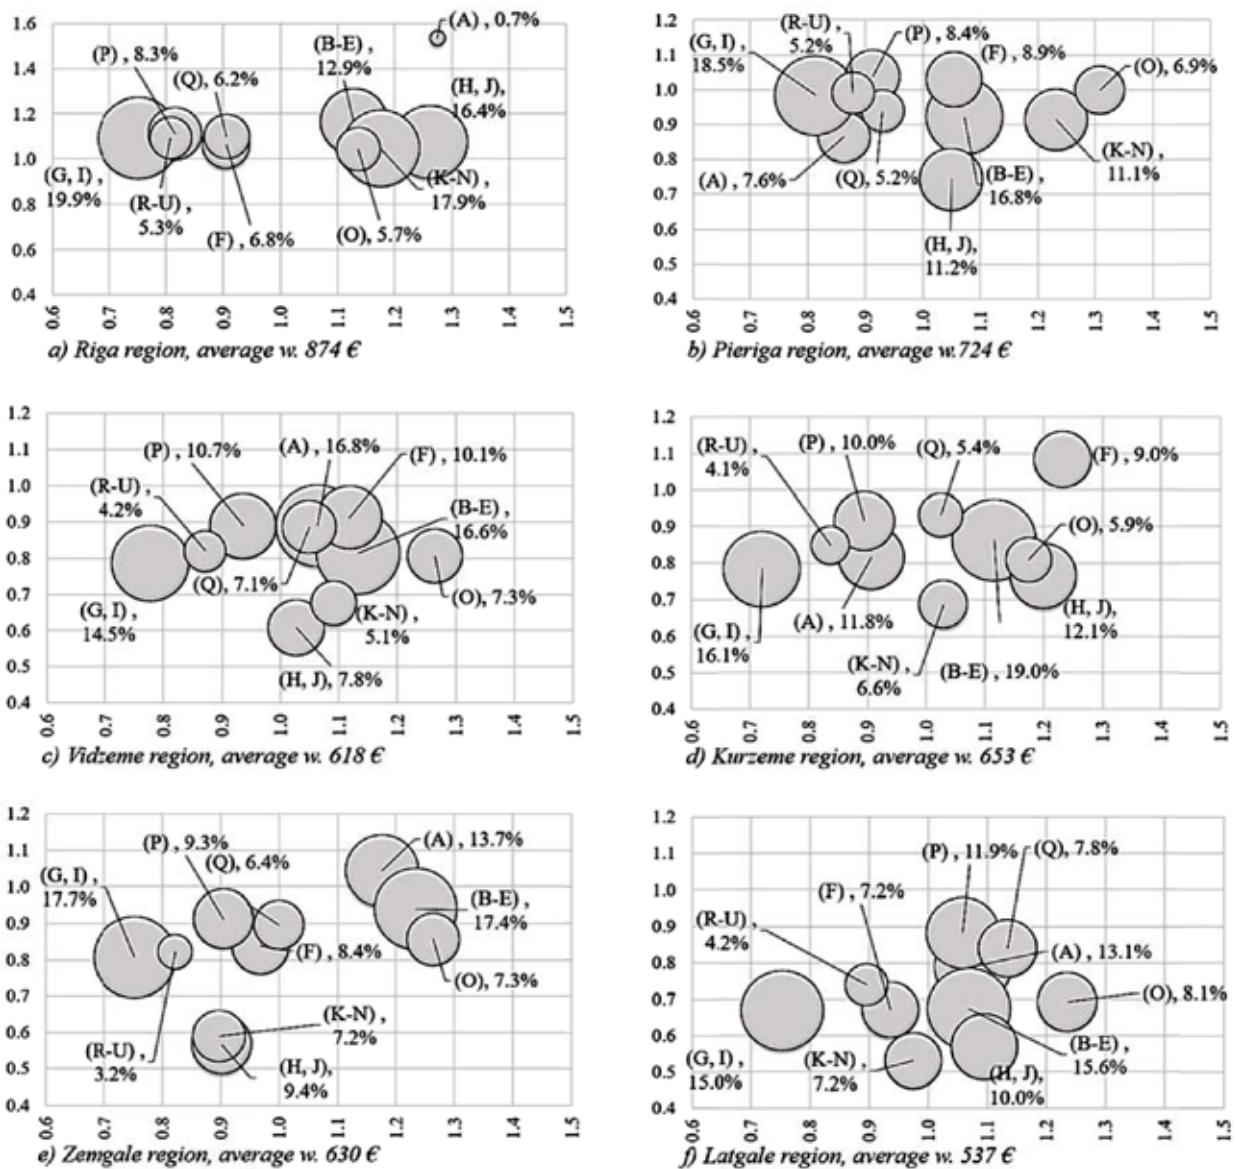 1.6
1.4
1.2
1.0
0.8
0.6
0.4
(A) , 0.7%
(B-E) ,
12.9%
(P) , 8.3%
(Q), 6.2%
(H, J),
16.4%
(G, I) ,
19.9%
(R-U) ,
5.3%
(F) , 6.8%
(O), 5.7%
(K-N) ,
17.9%
0.6 0.7 0.8 0.9 1.0 1.1 1.2 1.3 1.4 1.5
a) Riga region, average w. 874 €
1.2
1.1
1.0
0.9
0.8
0.7
0.6
0.5
0.4
(R-U) ,
5.2%
(P) , 8.4%
(G, I) ,
18.5%
(F) , 8.9%
(O) , 6.9%
(A) , 7.6%
(Q), 5.2%
(B-E) ,
16.8%
(K-N) ,
11.1%
(H, J),
11.2%
0.6 0.7 0.8 0.9 1.0 1.1 1.2 1.3 1.4 1.5
b) Pieriga region, average w.724 €
1.2
1.1
1.0
0.9
0.8
0.7
0.6
0.5
0.4
(P) , 10.7%
(A) , 16.8%
(F) , 10.1%
(R-U) ,
4.2%
(B-E) ,
16.6%
(Q), 7.1%
(O), 7.3%
(G, I) ,
14.5%
(K-N) ,
5.1%
(H, J), 7.8%
0.6 0.7 0.8 0.9 1.0 1.1 1.2 1.3 1.4 1.5
c) Vidzeme region, average w. 618 €
1.2
1.1
1.0
0.9
0.8
0.7
0.6
0.5
0.4
(R-U) ,
4.1%
(P) , 10.0%
(Q), 5.4%
(F) , 9.0%
(O) , 5.9%
(G, I) ,
16.1%
(A) , 11.8%
(H, J),
12.1%
(K-N) ,
6.6%
(B-E) , 19.0%
0.6 0.7 0.8 0.9 1.0 1.1 1.2 1.3 1.4 1.5
d) Kurzeme region, average w. 653 €
1.2
1.1
1.0
0.9
0.8
0.7
0.6
0.5
0.4
(P) , 9.3%
(Q), 6.4%
(A) , 13.7%
(G, I) ,
17.7%
(B-E) ,
17.4%
(F) , 8.4%
(O), 7.3%
(K-N) ,
7.2%
(R-U) ,
3.2%
(H, J),
9.4%
0.6 0.7 0.8 0.9 1.0 1.1 1.2 1.3 1.4 1.5
e) Zemgale region, average w. 630 €
1.2
1.1
1.0
0.9
0.8
0.7
0.6
0.5
0.4
(P) , 11.9%
(Q), 7.8%
(F) , 7.2%
(R-U) ,
4.2%
(A) , 13.1%
(O) , 8.1%
(G, I) ,
15.0%
(K-N) ,
7.2%
(B-E) ,
15.6%
(H, J),
10.0%
0.6 0.7 0.8 0.9 1.0 1.1 1.2 1.3 1.4 1.5
f) Latgale region, average w. 537 €